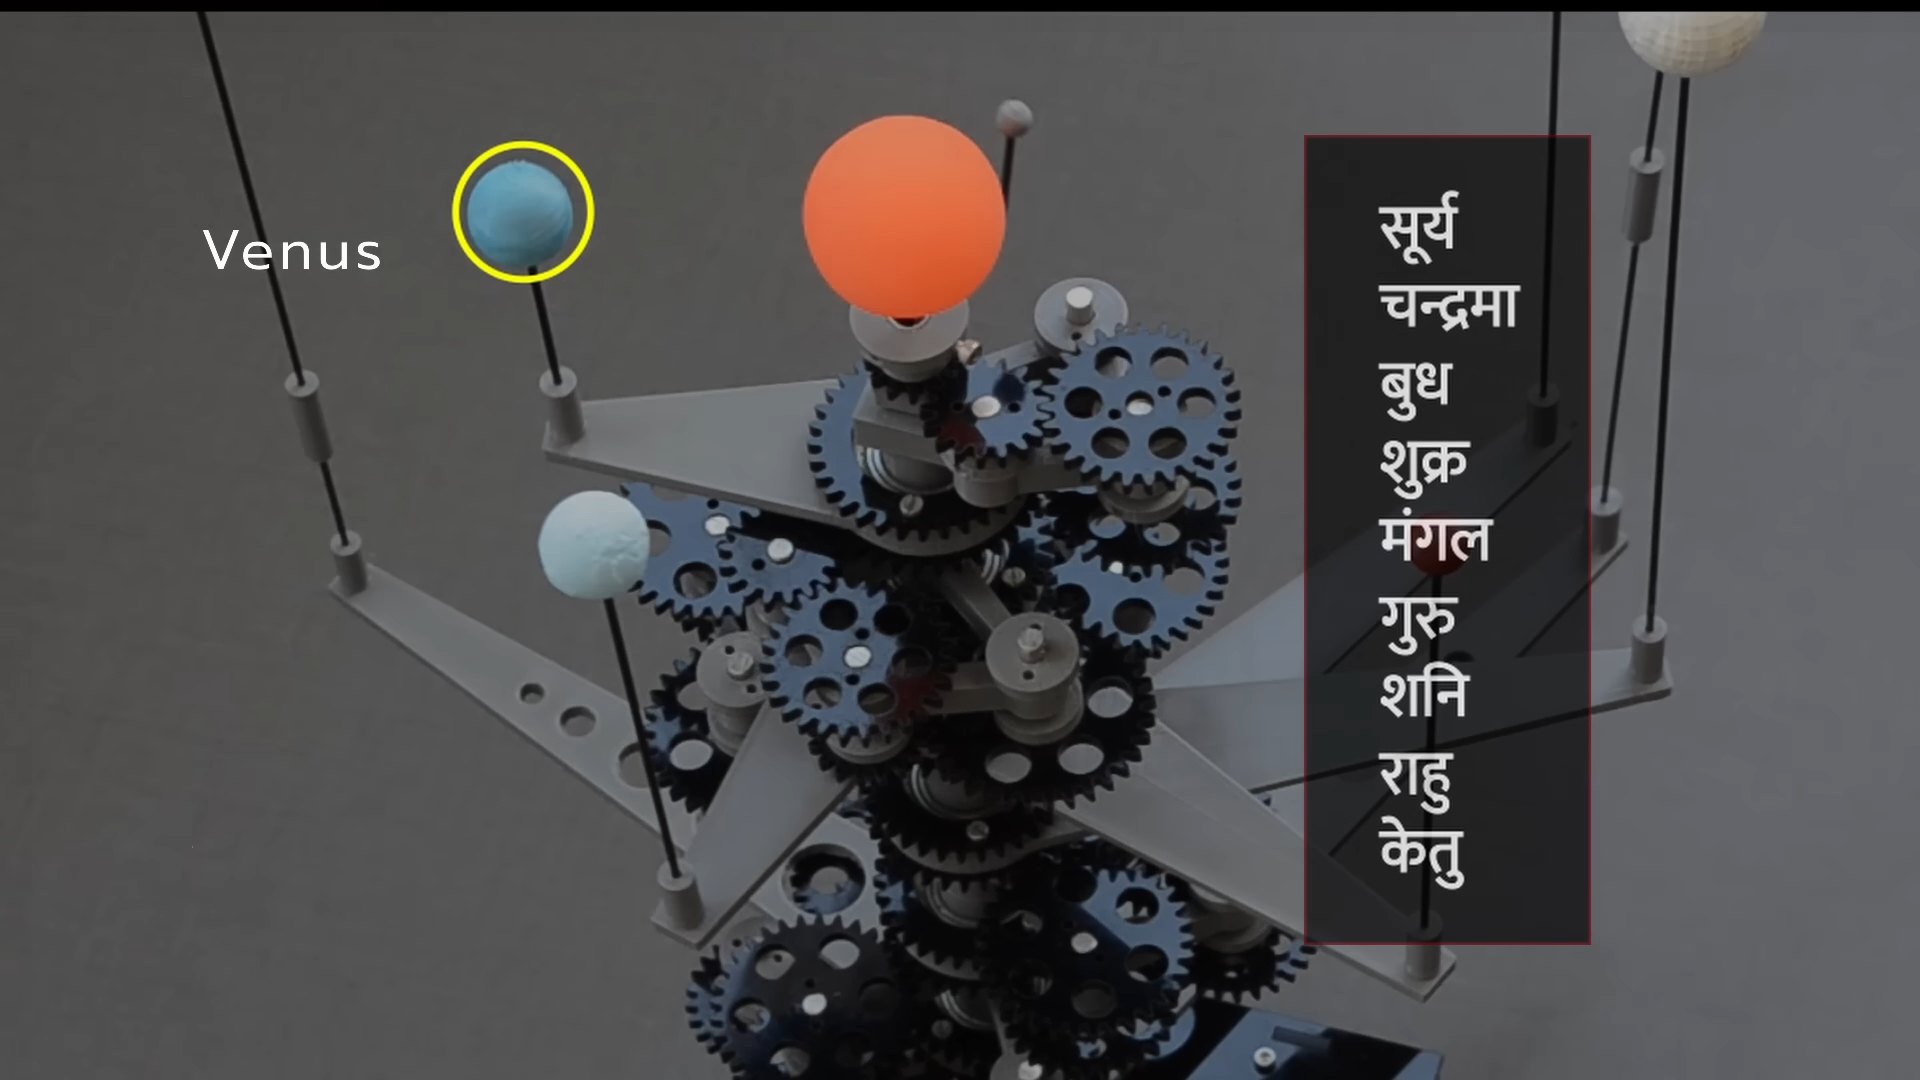 Venus
सूर्य
चन्द्रमा
बुध
शुक्र
मंगल
गुरु
शनि
राहु
केतु